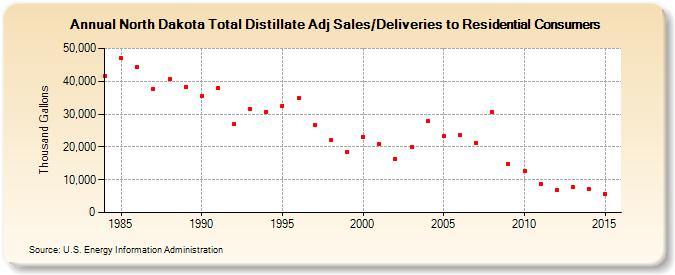 Annual North Dakota Total Distillate Adj Sales/Deliveries to Residential Consumers
Thousand Gallons
50,000
40,000
30,000
20,000
10,000
0
1985 1990 1995 2000 2005 2010 2015
Source: U.S. Energy Information Administration